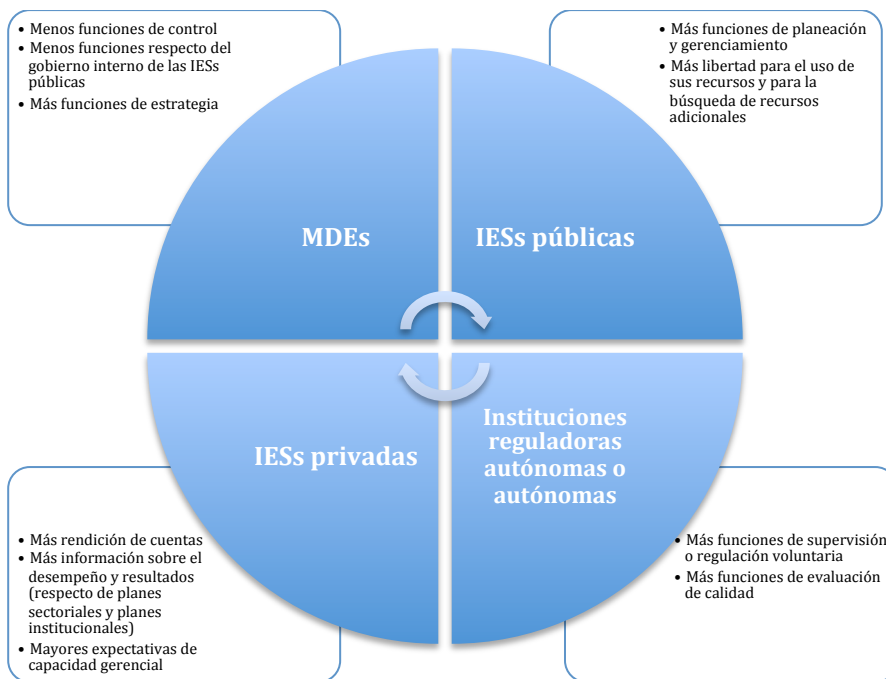 • Menos funciones de control
• Menos funciones respecto del
gobierno interno de las IESs
públicas
• Más funciones de estrategia
• Más funciones de planeación
y gerenciamiento
• Más libertad para el uso de
sus recursos y para la
búsqueda de recursos
adicionales
MDEs
IESs públicas
IESs privadas
Instituciones
reguladoras
autónomas o
autónomas
• Más rendición de cuentas
• Más información sobre el
desempeño y resultados
(respecto de planes
sectoriales y planes
institucionales)
• Mayores expectativas de
capacidad gerencial
• Más funciones de supervisión
o regulación voluntaria
• Más funciones de evaluación
de calidad